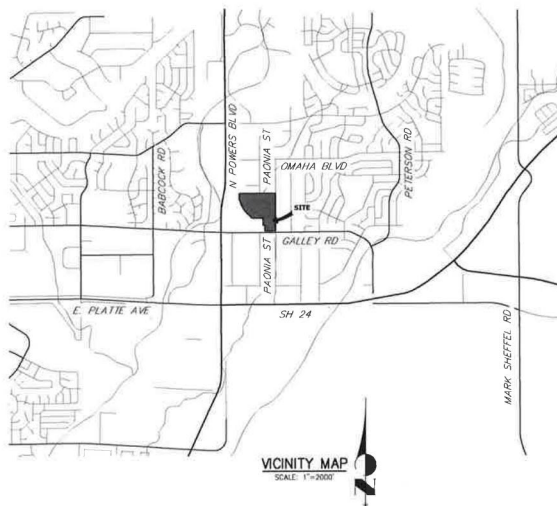 N POWERS BLVD
PAONIA ST
BABCOCK RD
OMAHA BLVD
PETERSON RD
SITE
GALLEY RD
PAONIA ST
E. PLATTE AVE
SH 24
MARK SHEFFEL RD
VICINITY MAP
SCALE: 1"=2000'
N